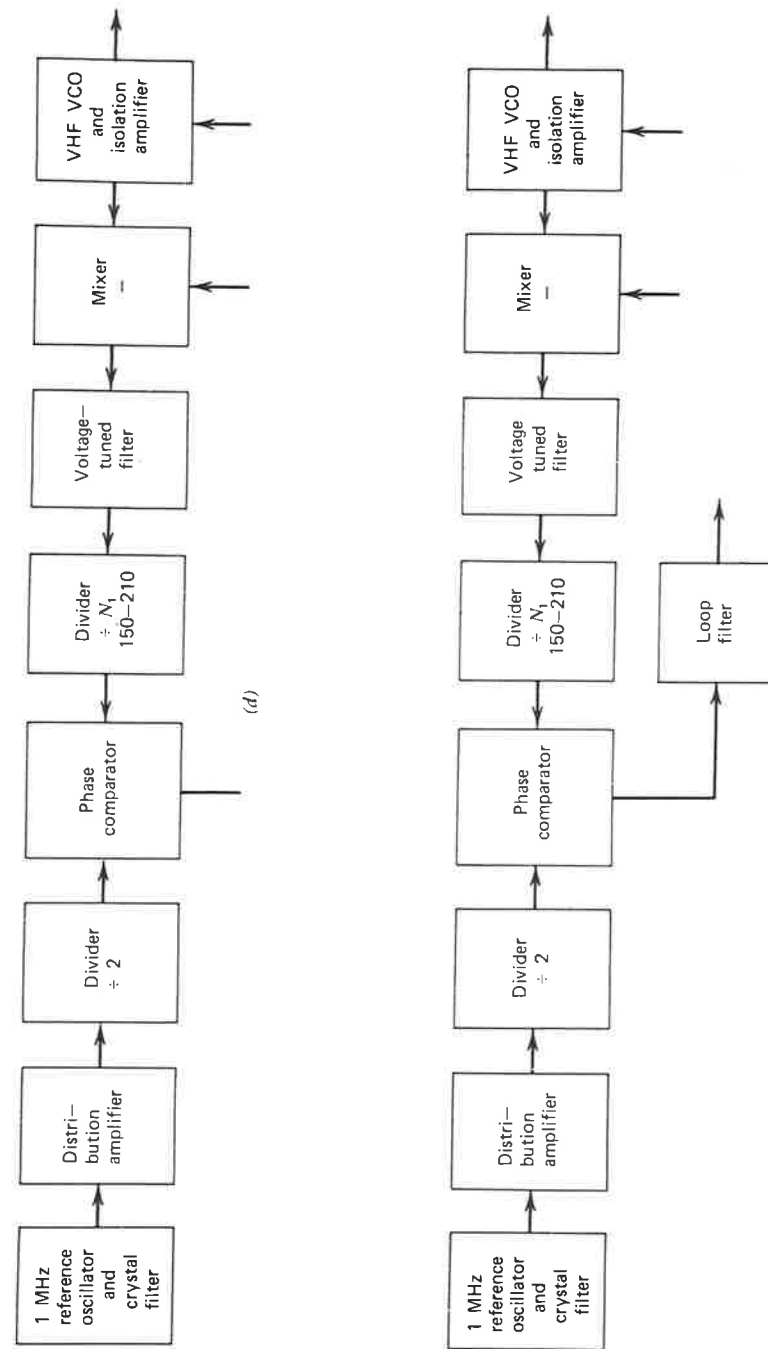 1 MHz
reference
oscillator
and
crystal
filter
Distri—
bution
amplifier
Divider
÷ 2
Phase
comparator
Divider
÷ N₁
150—210
Voltage—
tuned
filter
Mixer
—
VHF VCO
and
isolation
amplifier
(d)
1 MHz
reference
oscillator
and
crystal
filter
Distri—
bution
amplifier
Divider
÷ 2
Phase
comparator
Divider
÷ N₁
150—210
Voltage
tuned
filter
Mixer
—
VHF VCO
and
isolation
amplifier
Loop
filter